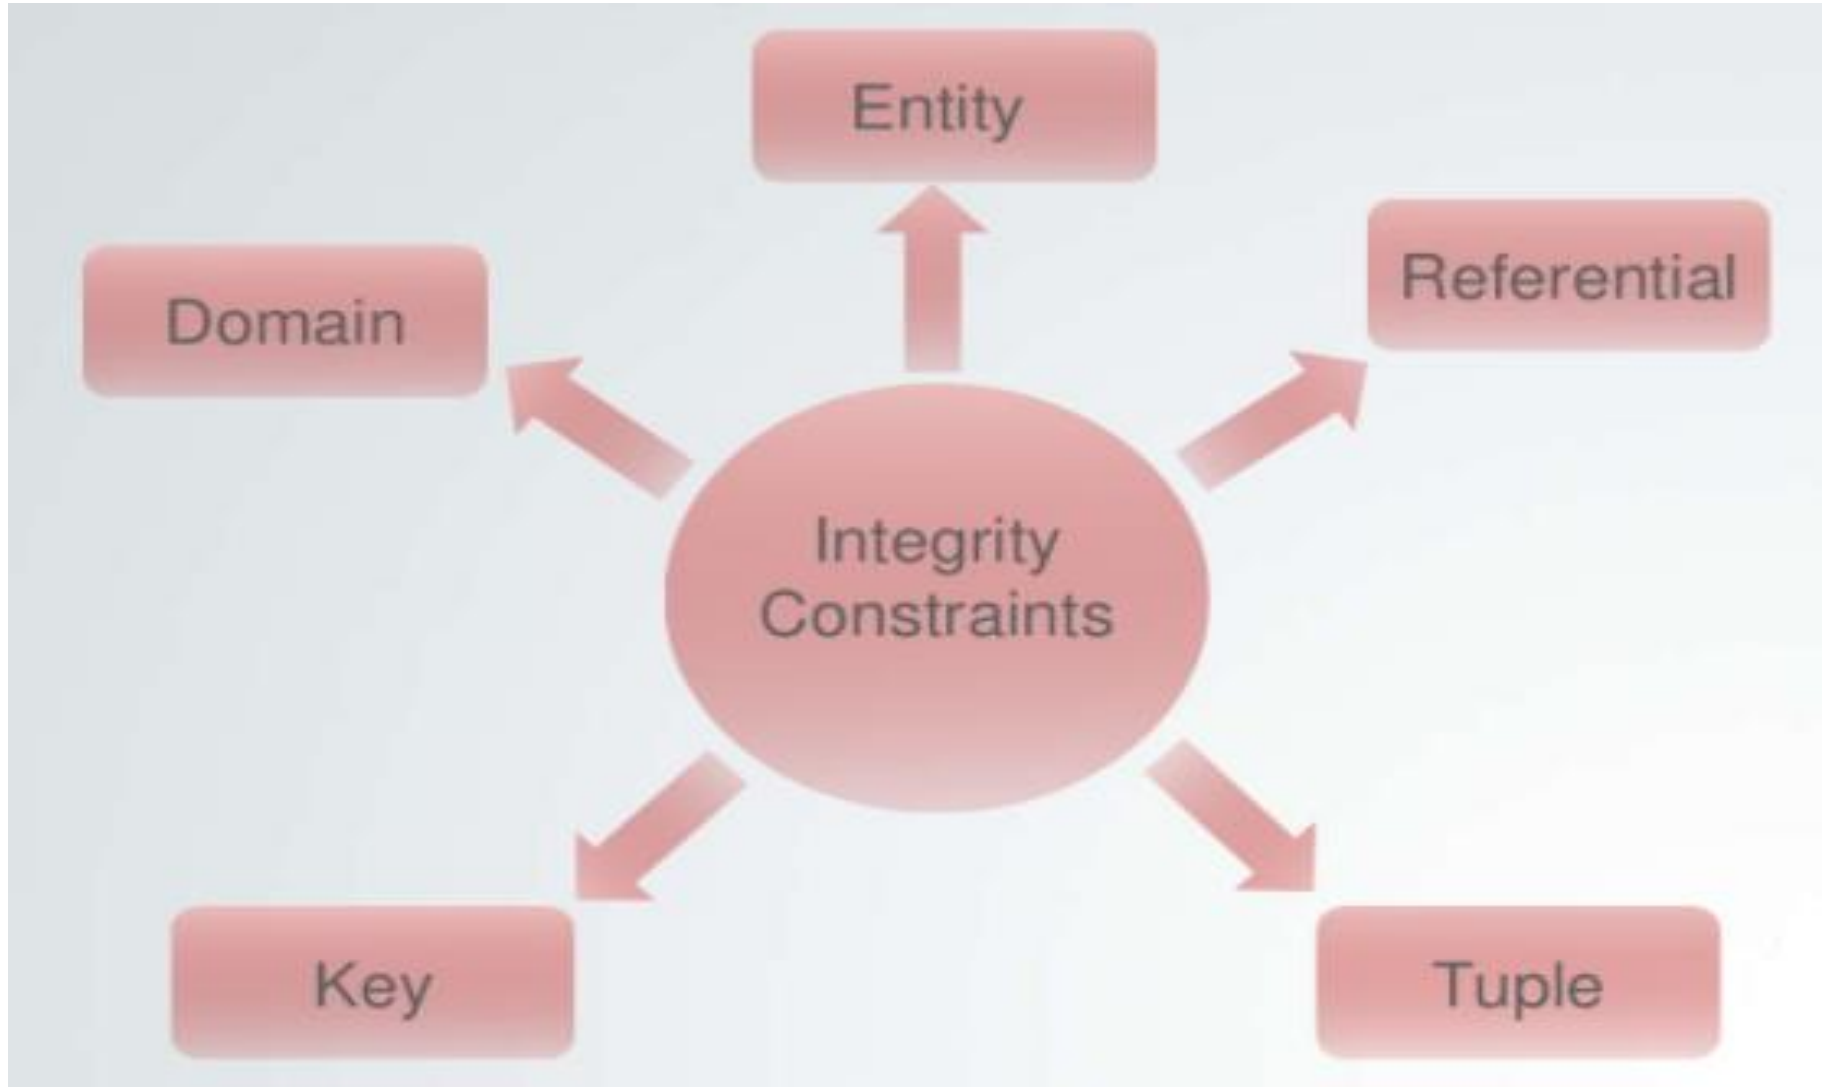 Entity
Referential
Domain
Integrity
Constraints
Key
Tuple